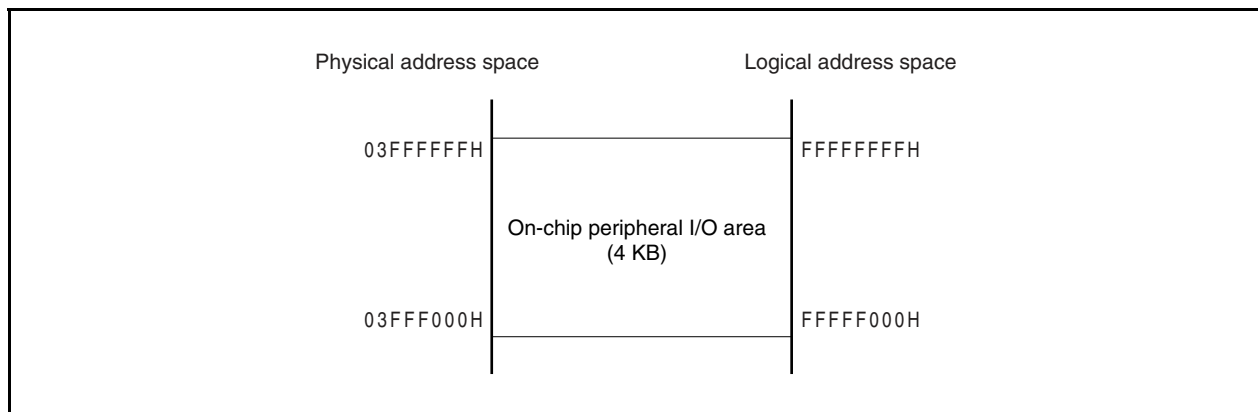 Physical address space
Logical address space
03FFFFFFH
FFFFFFFFH
On-chip peripheral I/O area
(4 KB)
03FFF000H
FFFFF000H